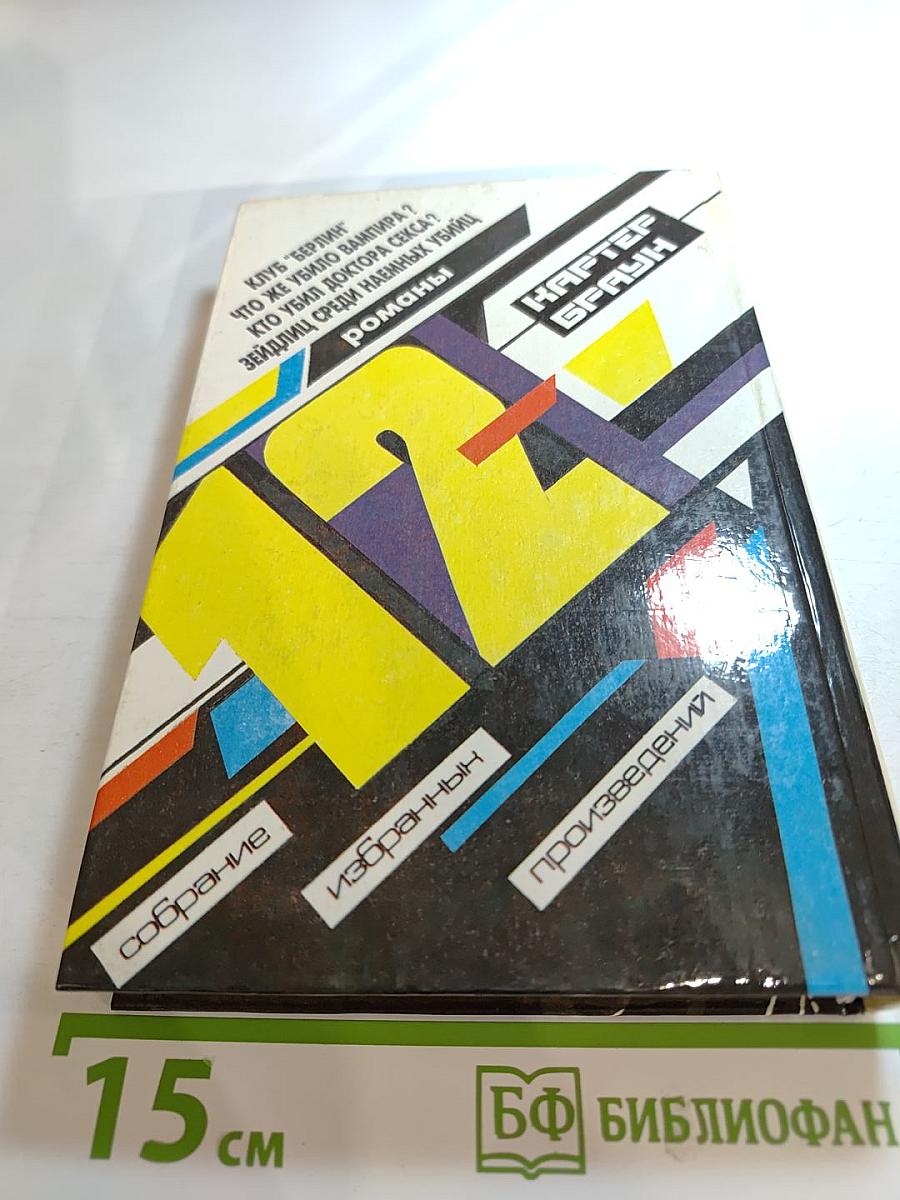 КЛУБ "БЕРЛИН"
ЧТО ЖЕ УБИЛО ВАМПИРА?
КТО УБИЛ ДОКТОРА СЕКСА?
ЗЕЙДЛИЦ СРЕДИ НАЕМНЫХ УБИЙЦ
романы
КАРТЕР
БРАУН
12
собрание
избранных
произведений
15 см
БФ БИБЛИОФАН